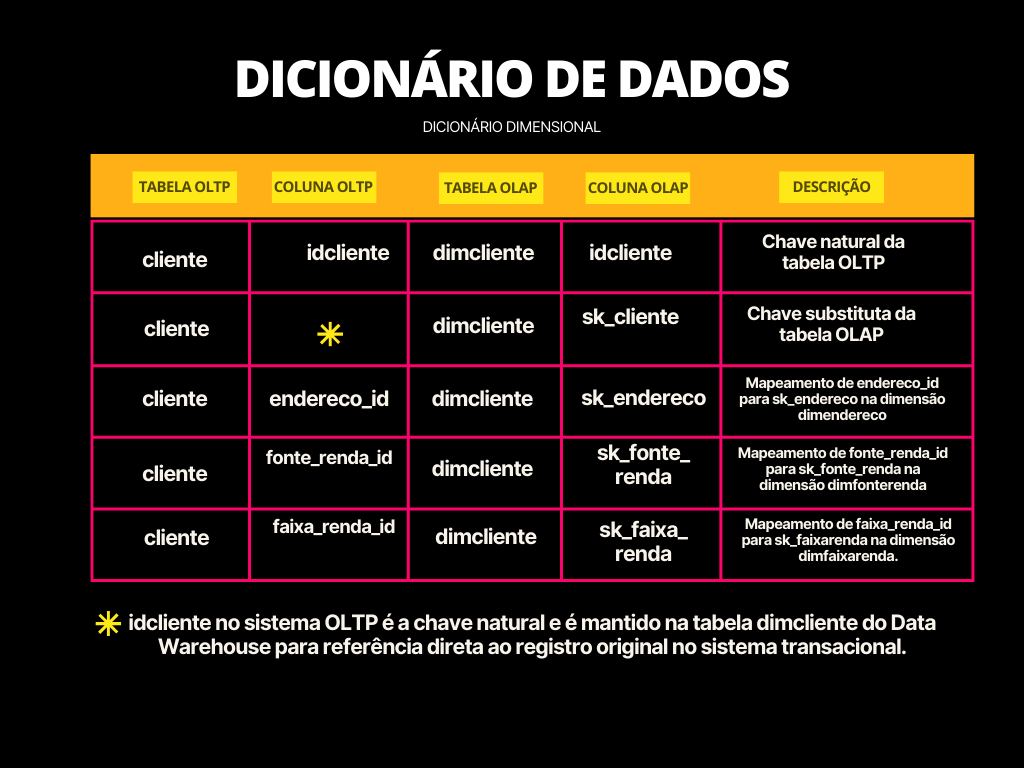 DICIONÁRIO DE DADOS
DICIONÁRIO DIMENSIONAL
TABELA OLTP COLUNA OLTP TABELA OLAP COLUNA OLAP DESCRIÇÃO
cliente
idcliente
dimcliente
idcliente
Chave natural da
tabela OLTP
cliente
dimcliente
sk_cliente
Chave substituta da
tabela OLAP
cliente
endereco_id
dimcliente
sk_endereco
Mapeamento de endereco_id
para sk_endereco na dimensão
dimendereco
cliente
fonte_renda_id
dimcliente
sk_fonte_
renda
Mapeamento de fonte_renda_id
para sk_fonte_renda na
dimensão dimfonterenda
cliente
faixa_renda_id
dimcliente
sk_faixa_
renda
Mapeamento de faixa_renda_id
para sk_faixarenda na dimensão
dimfaixarenda.
idcliente no sistema OLTP é a chave natural e é mantido na tabela dimcliente do Data
Warehouse para referência direta ao registro original no sistema transacional.